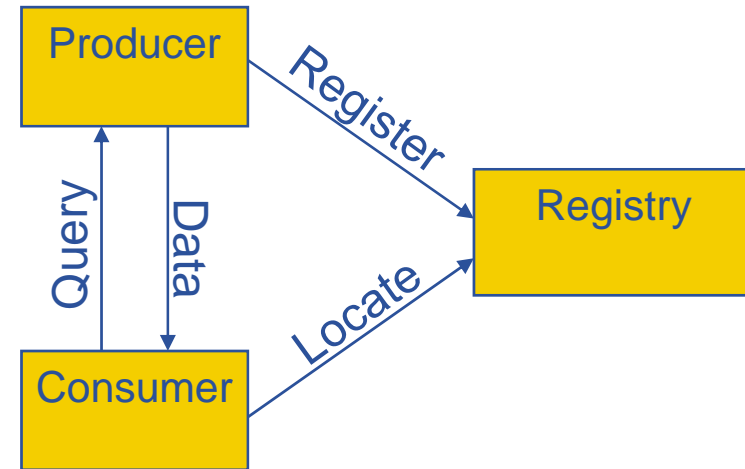 Producer
Register
Registry
Query
Data
Locate
Consumer